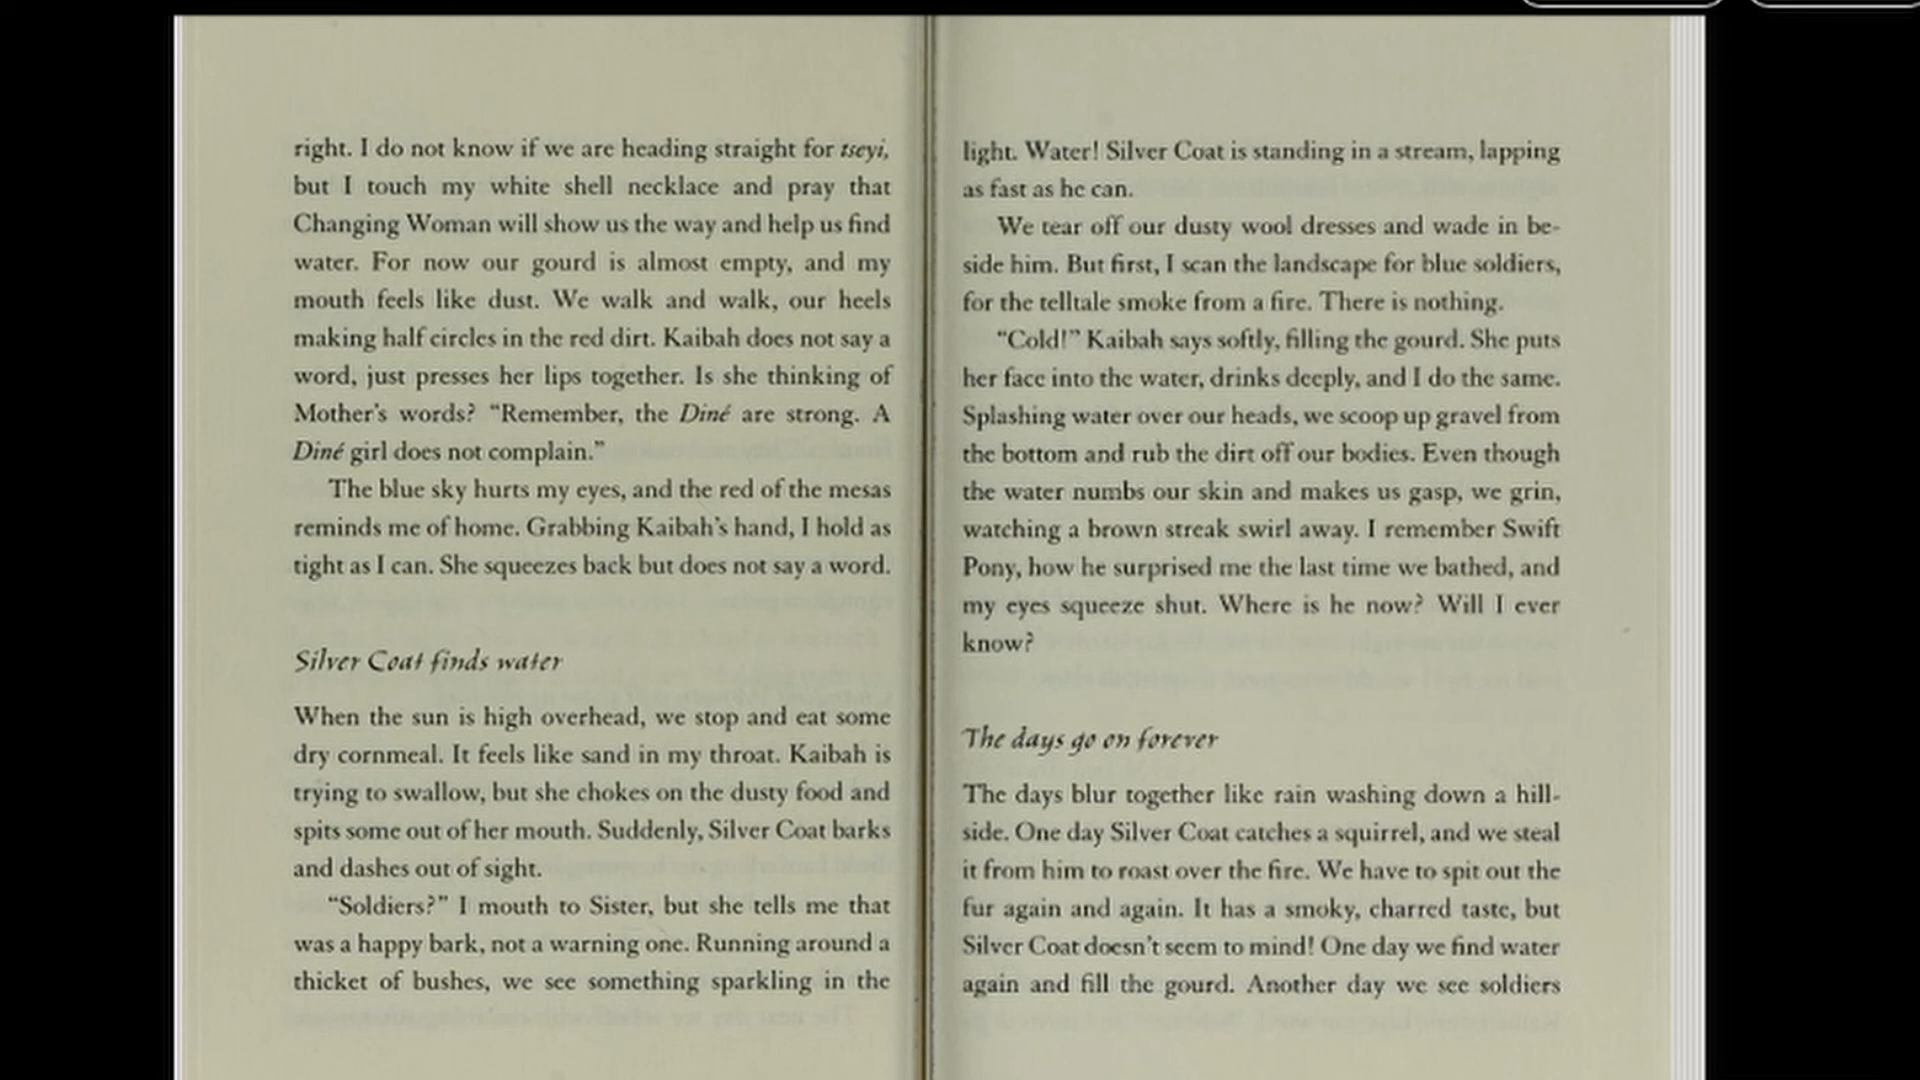 right. I do not know if we are heading straight for tseyi,
but I touch my white shell necklace and pray that
Changing Woman will show us the way and help us find
water. For now our gourd is almost empty, and my
mouth feels like dust. We walk and walk, our heels
making half circles in the red dirt. Kaibah does not say a
word, just presses her lips together. Is she thinking of
Mother's words? “Remember, the Diné are strong. A
Diné girl does not complain.”
The blue sky hurts my eyes, and the red of the mesas
reminds me of home. Grabbing Kaibah's hand, I hold as
tight as I can. She squeezes back but does not say a word.
Silver Coat finds water
When the sun is high overhead, we stop and eat some
dry cornmeal. It feels like sand in my throat. Kaibah is
trying to swallow, but she chokes on the dusty food and
spits some out of her mouth. Suddenly, Silver Coat barks
and dashes out of sight.
“Soldiers?” I mouth to Sister, but she tells me that
was a happy bark, not a warning one. Running around a
thicket of bushes, we see something sparkling in the
light. Water! Silver Coat is standing in a stream, lapping
as fast as he can.
We tear off our dusty wool dresses and wade in be-
side him. But first, I scan the landscape for blue soldiers,
for the telltale smoke from a fire. There is nothing.
“Cold!” Kaibah says softly, filling the gourd. She puts
her face into the water, drinks deeply, and I do the same.
Splashing water over our heads, we scoop up gravel from
the bottom and rub the dirt off our bodies. Even though
the water numbs our skin and makes us gasp, we grin,
watching a brown streak swirl away. I remember Swift
Pony, how he surprised me the last time we bathed, and
my eyes squeeze shut. Where is he now? Will I ever
know?
The days go on forever
The days blur together like rain washing down a hill-
side. One day Silver Coat catches a squirrel, and we steal
it from him to roast over the fire. We have to spit out the
fur again and again. It has a smoky, charred taste, but
Silver Coat doesn't seem to mind! One day we find water
again and fill the gourd. Another day we see soldiers